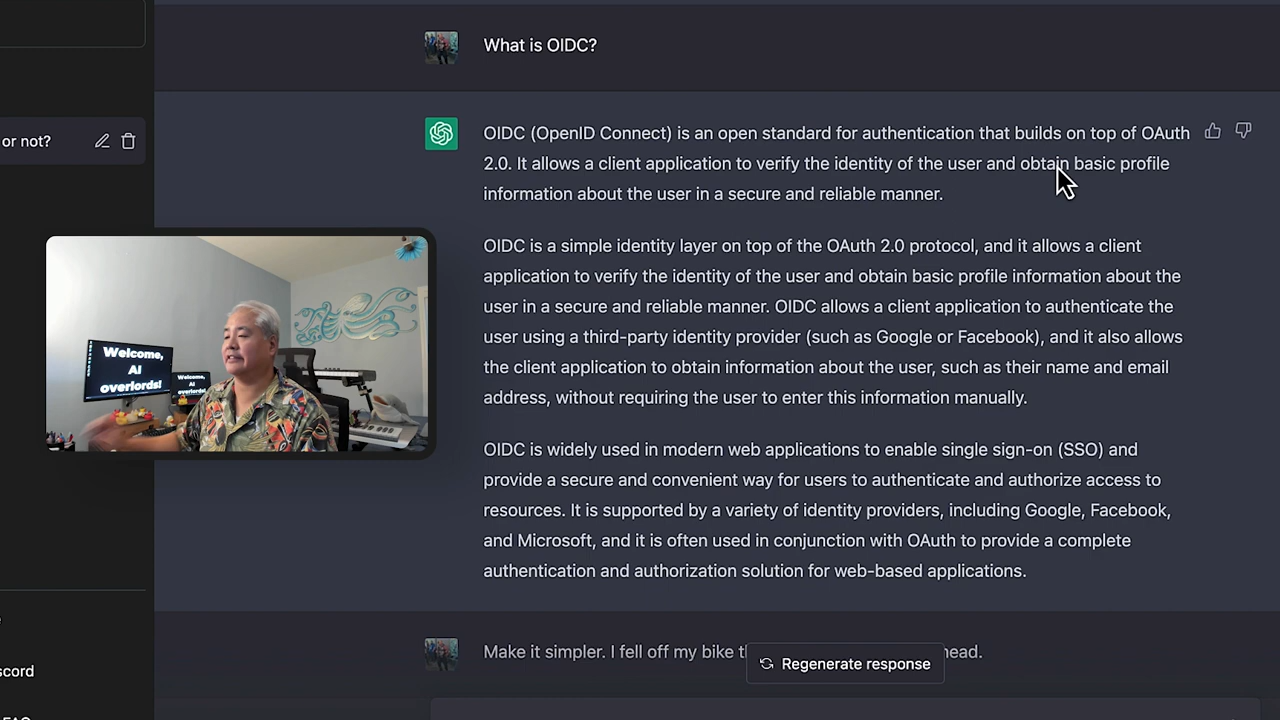 What is OIDC?
or not?
OIDC (OpenID Connect) is an open standard for authentication that builds on top of OAuth
2.0. It allows a client application to verify the identity of the user and obtain basic profile
information about the user in a secure and reliable manner.
OIDC is a simple identity layer on top of the OAuth 2.0 protocol, and it allows a client
application to verify the identity of the user and obtain basic profile information about the
user in a secure and reliable manner. OIDC allows a client application to authenticate the
user using a third-party identity provider (such as Google or Facebook), and it also allows
the client application to obtain information about the user, such as their name and email
address, without requiring the user to enter this information manually.
Welcome,
AI
overlords!
Welcome,
AI
overlords!
OIDC is widely used in modern web applications to enable single sign-on (SSO) and
provide a secure and convenient way for users to authenticate and authorize access to
resources. It is supported by a variety of identity providers, including Google, Facebook,
and Microsoft, and it is often used in conjunction with OAuth to provide a complete
authentication and authorization solution for web-based applications.
Make it simpler. I fell off my bike
Regenerate response
scord